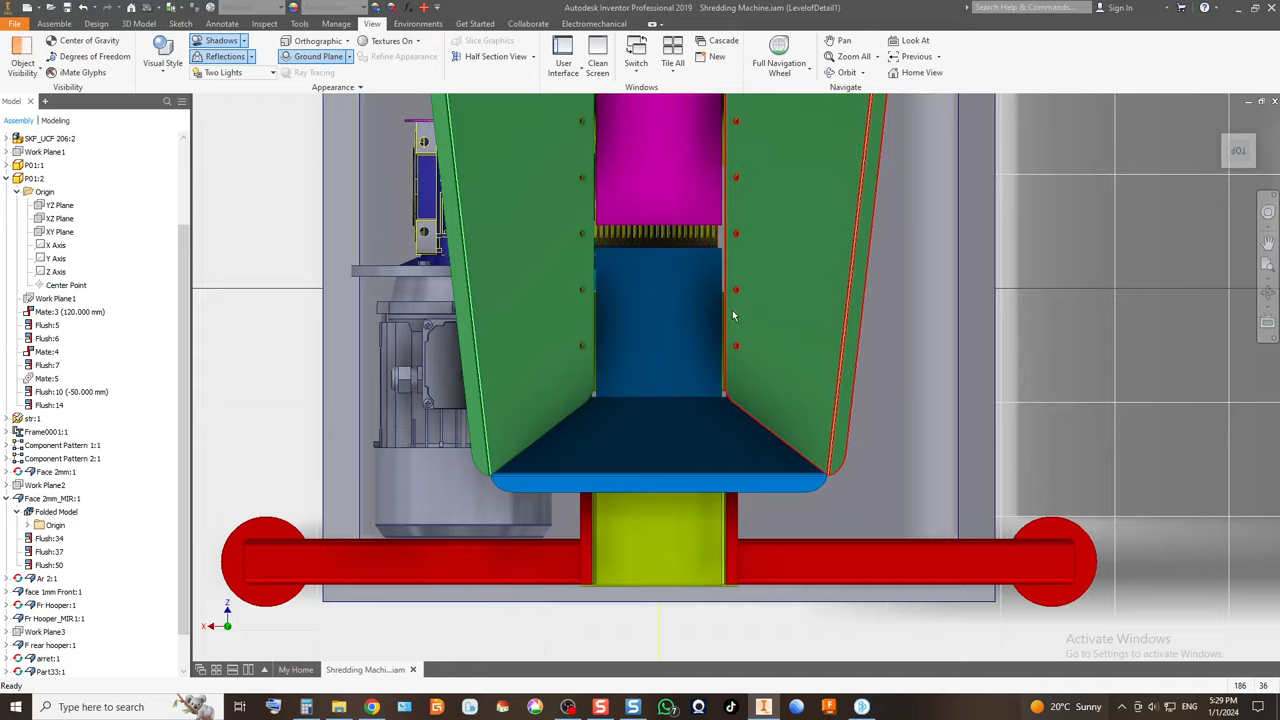 Autodesk Inventor Professional 2019 Shredding Machine.iam (LevelofDetail1)
Search Help & Commands...
Sign In
File
3D Model
Sketch
Annotate
Inspect
Tools
Manage
View
Environments
Get Started
Collaborate
Electromechanical
Object
Visibility
Center of Gravity
Degrees of Freedom
iMate Glyphs
Visibility
Visual Style
Shadows
Reflections
Two Lights
Orthographic
Ground Plane
Ray Tracing
Textures On
Refine Appearance
Appearance
Slice Graphics
Half Section View
User
Interface
Clean
Screen
Switch
Tile All
Cascade
New
Windows
Full Navigation
Wheel
Pan
Zoom All
Orbit
Look At
Previous
Home View
Navigate
Model
Assembly
Modeling
SKF_UCF 206:2
Work Plane1
P01:1
P01:2
Origin
YZ Plane
XZ Plane
XY Plane
X Axis
Y Axis
Z Axis
Center Point
Work Plane1
Mate:3 (120.000 mm)
Flush:5
Flush:6
Mate:4
Flush:7
Mate:5
Flush:10 (-50.000 mm)
Flush:14
str:1
Frame0001:1
Component Pattern 1:1
Component Pattern 2:1
Face 2mm:1
Work Plane2
Face 2mm_MIR:1
Folded Model
Origin
Flush:34
Flush:37
Flush:50
Ar 2:1
face 1mm Front:1
Fr Hooper:1
Fr Hooper_MIR1:1
Work Plane3
F rear hooper:1
arret:1
Part33:1
TOP
Z
X
Activate Windows
Go to Settings to activate Windows.
My Home
Shredding Machi...iam
Ready
186
36
Type here to search
20°C Sunny
5:29 PM
1/1/2024